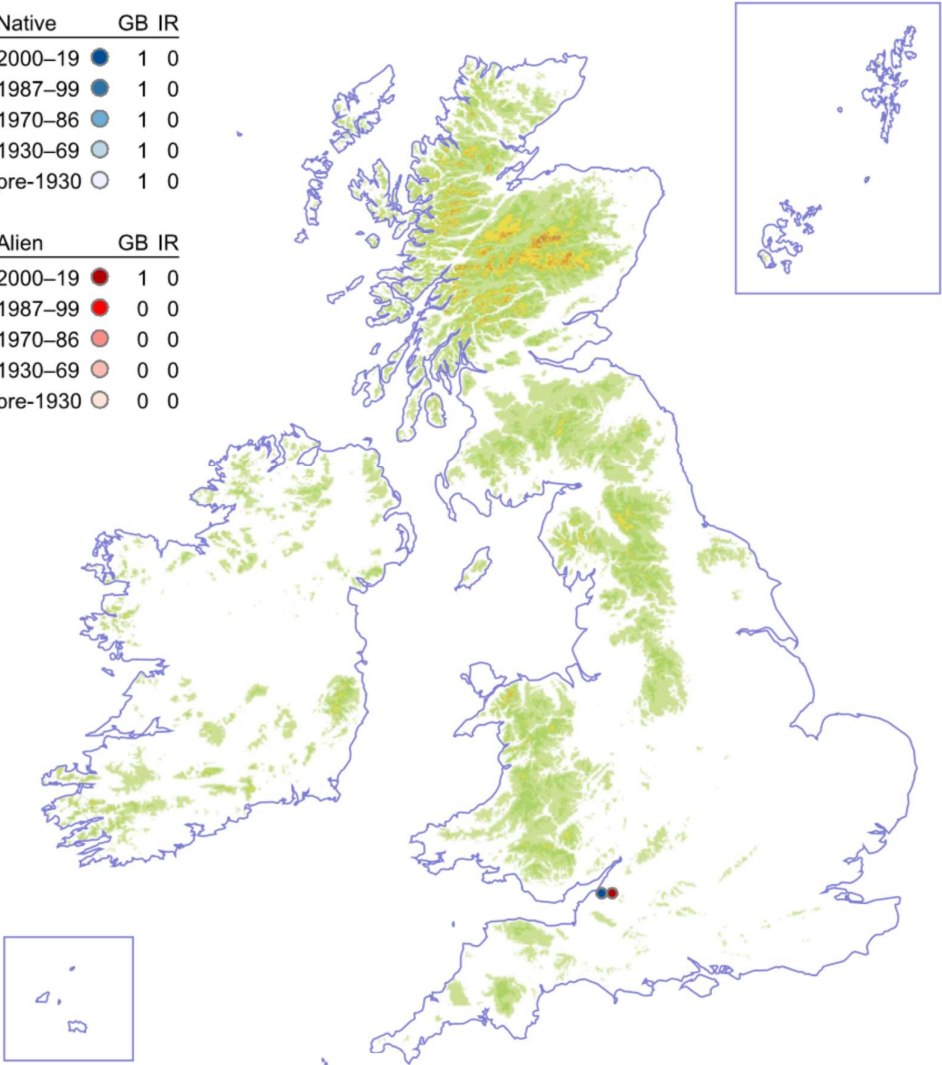 Native GB IR
2000–19 1 0
1987–99 1 0
1970–86 1 0
1930–69 1 0
pre-1930 1 0
Alien GB IR
2000–19 1 0
1987–99 0 0
1970–86 0 0
1930–69 0 0
pre-1930 0 0